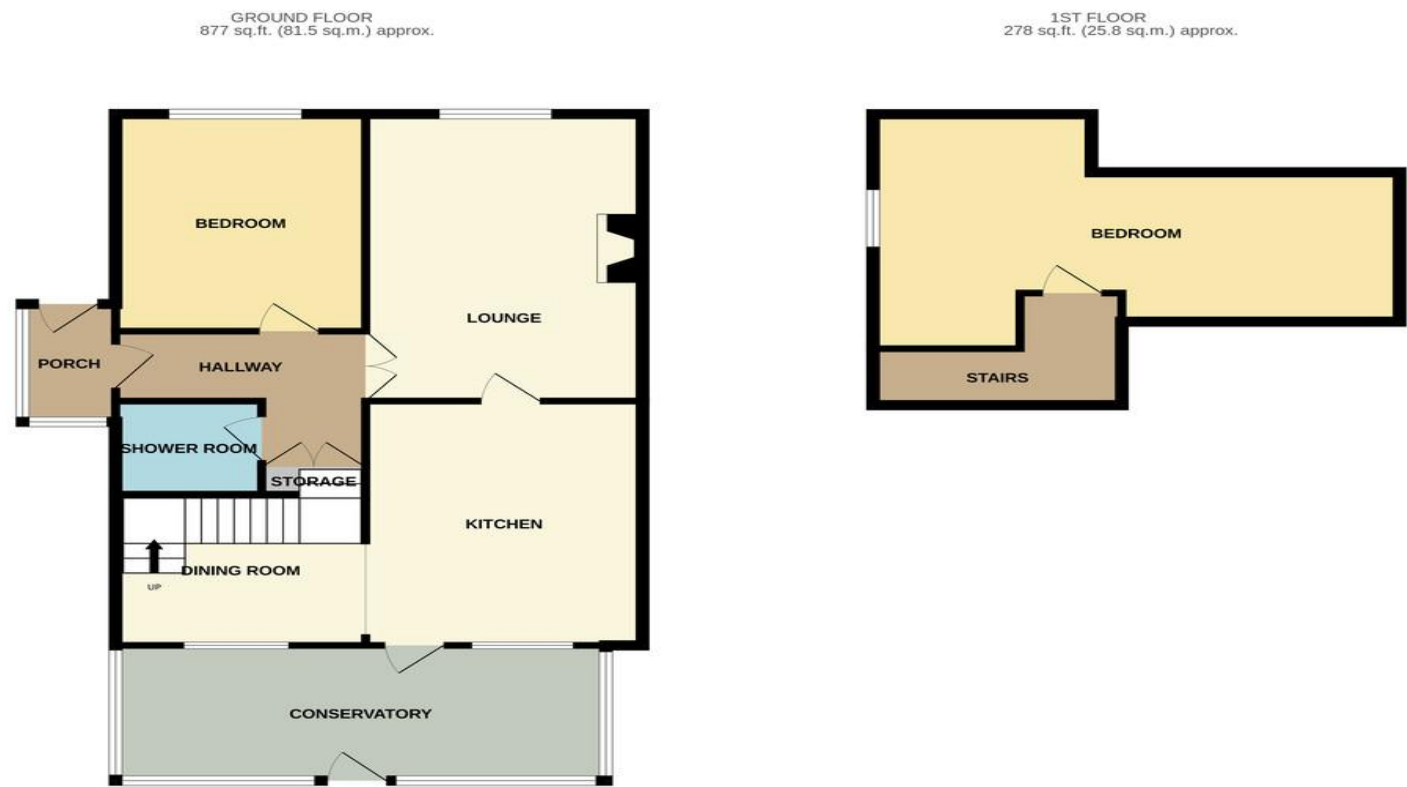 GROUND FLOOR
877 sq.ft. (81.5 sq.m.) approx.
1ST FLOOR
278 sq.ft. (25.8 sq.m.) approx.
BEDROOM
LOUNGE
PORCH
HALLWAY
SHOWER ROOM
STORAGE
KITCHEN
DINING ROOM
UP
CONSERVATORY
BEDROOM
STAIRS